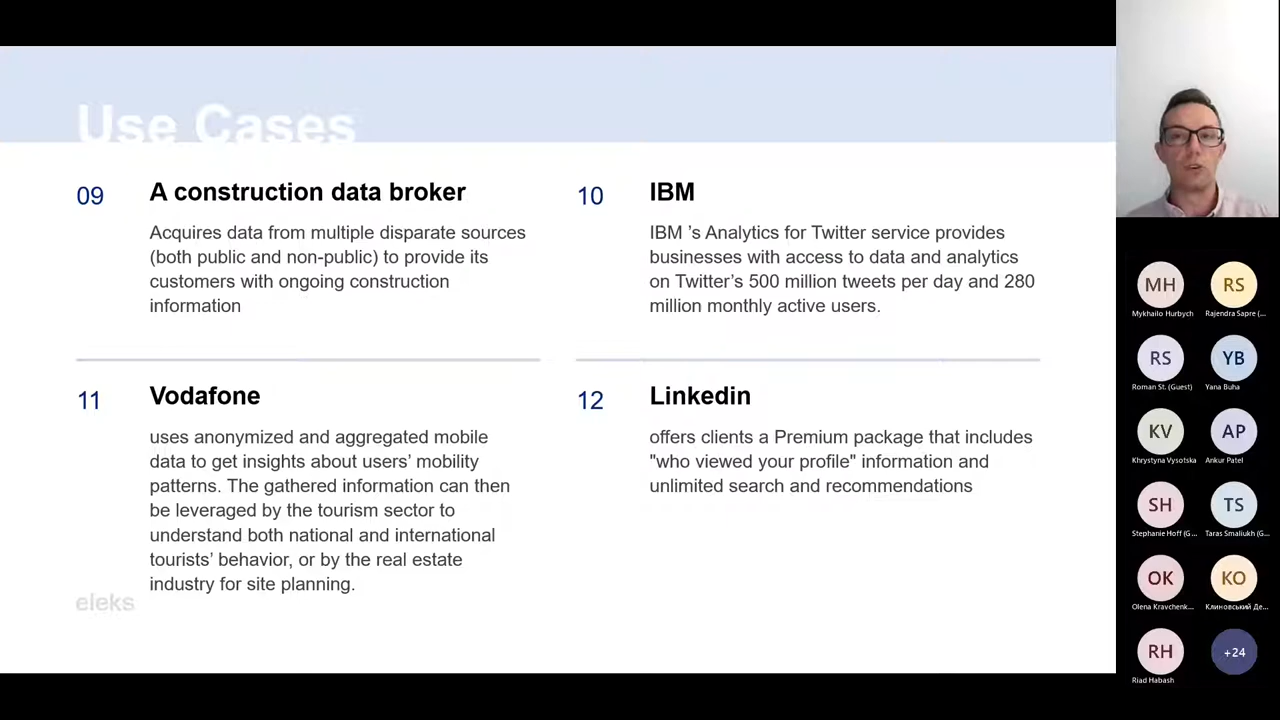 Use Cases
09
A construction data broker
Acquires data from multiple disparate sources
(both public and non-public) to provide its
customers with ongoing construction
information
10
IBM
IBM 's Analytics for Twitter service provides
businesses with access to data and analytics
on Twitter's 500 million tweets per day and 280
million monthly active users.
11
Vodafone
uses anonymized and aggregated mobile
data to get insights about users' mobility
patterns. The gathered information can then
be leveraged by the tourism sector to
understand both national and international
tourists' behavior, or by the real estate
industry for site planning.
12
Linkedin
offers clients a Premium package that includes
"who viewed your profile" information and
unlimited search and recommendations
eleks
MH
Mykhailo Hurbych
RS
Rajendra Sapre (...
RS
Roman St. (Guest)
YB
Yana Buha
KV
Khrystyna Vysotska
AP
Ankur Patel
SH
Stephanie Hoff (G...
TS
Taras Smaliukh (G...
OK
Olena Kravchenk...
KO
Клиновський Де...
RH
Riad Habash
+24